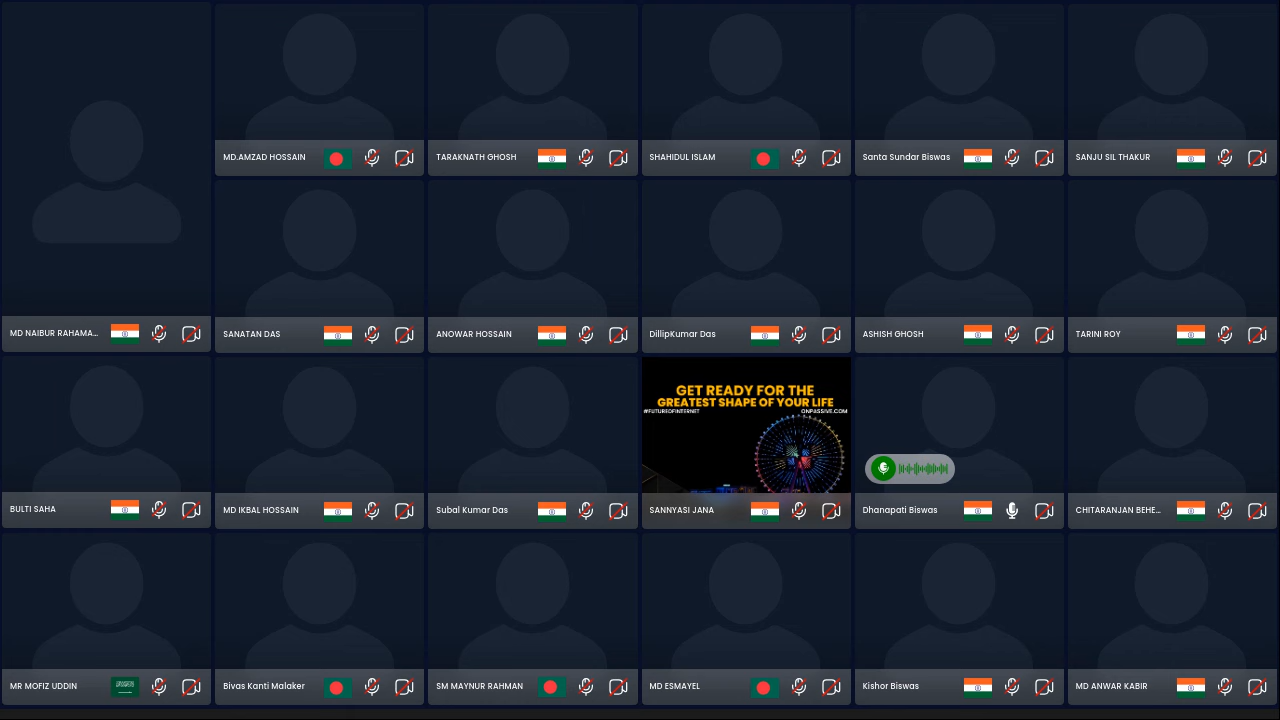 MD.AMZAD HOSSAIN
TARAKNATH GHOSH
SHAHIDUL ISLAM
Santa Sundar Biswas
SANJU SIL THAKUR
MD NAIBUR RAHAMA...
SANATAN DAS
ANOWAR HOSSAIN
DillipKumar Das
ASHISH GHOSH
TARINI ROY
GET READY FOR THE
GREATEST SHAPE OF YOUR LIFE
#FUTUREOFINTERNET
ONPASSIVE.COM
BULTI SAHA
MD IKBAL HOSSAIN
Subal Kumar Das
SANNYASI JANA
Dhanapati Biswas
CHITARANJAN BEHE...
MR MOFIZ UDDIN
Bivas Kanti Malaker
SM MAYNUR RAHMAN
MD ESMAYEL
Kishor Biswas
MD ANWAR KABIR